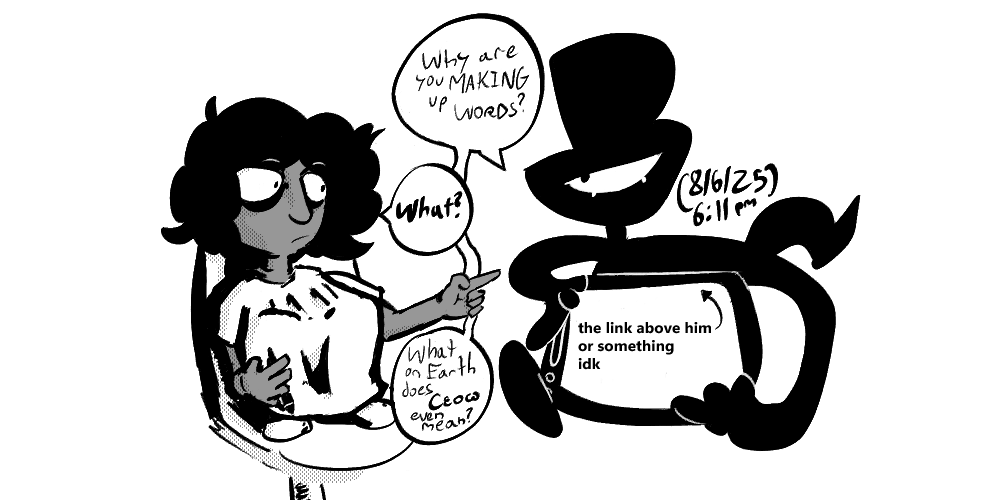 Why are
you MAKING
up WORDS?
What?
What
on Earth
does
CEOCO
even
mean?
(8/6/25)
6:11 pm
the link above him
or something
idk